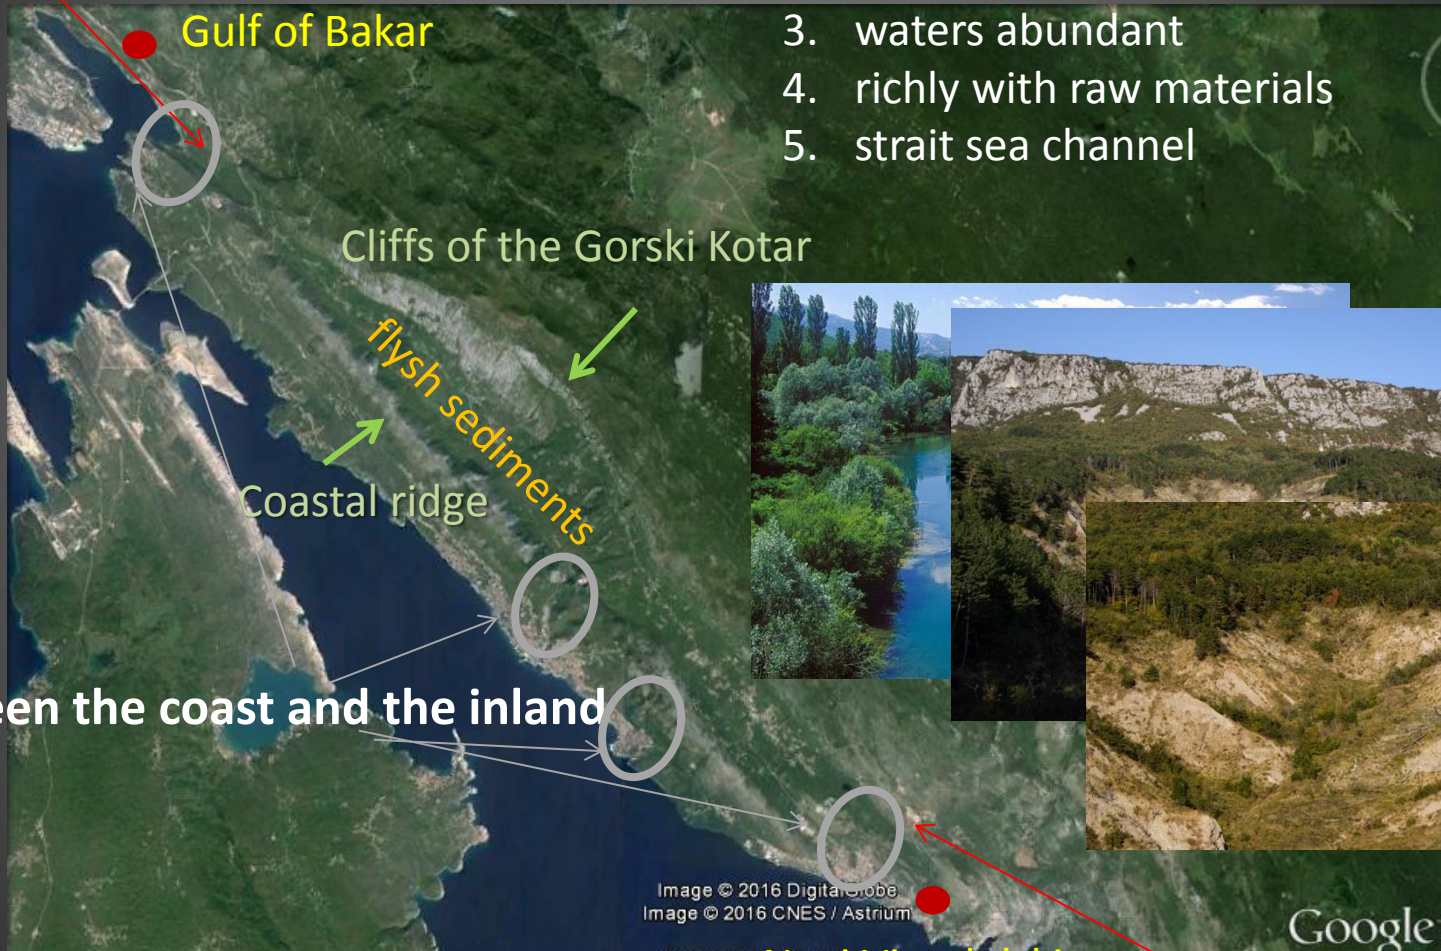 Gulf of Bakar
3. waters abundant
4. richly with raw materials
5. strait sea channel
Cliffs of the Gorski Kotar
flysh sediments
Coastal ridge
een the coast and the inland
Image © 2016 DigitalGlobe
Image © 2016 CNES / Astrium
Google